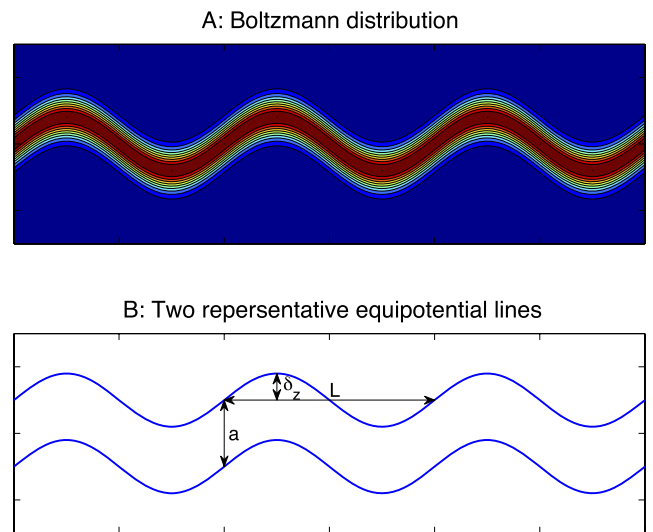 A: Boltzmann distribution
B: Two repersentative equipotential lines
δz
L
a